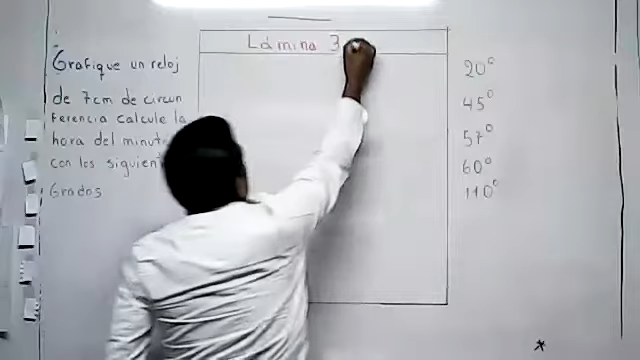 Lámina 3
Grafique un reloj
de 7cm de circun
ferencia calcule la
hora del minut
con los siguient
Grados
20°
45°
57°
60°
110°